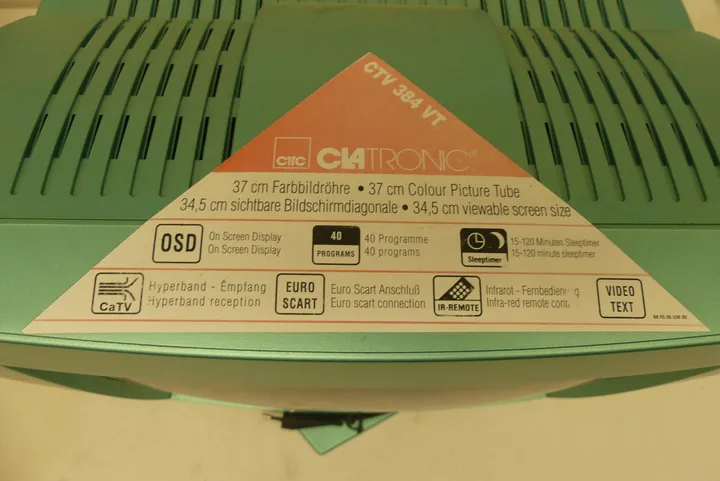 CTV 384 VT
CTC CLATRONIC
37 cm Farbbildröhre • 37 cm Colour Picture Tube
34,5 cm sichtbare Bildschirmdiagonale • 34,5 cm viewable screen size
OSD On Screen Display
On Screen Display
40 PROGRAMS 40 Programme
40 programs
Sleeptimer 15-120 Minuten Sleeptimer
15-120 minute sleeptimer
CaTV Hyperband - Empfang
Hyperband reception
EURO SCART Euro Scart Anschluß
Euro scart connection
IR-REMOTE Infrarot - Fernbedienung
Infra-red remote
VIDEO
TEXT